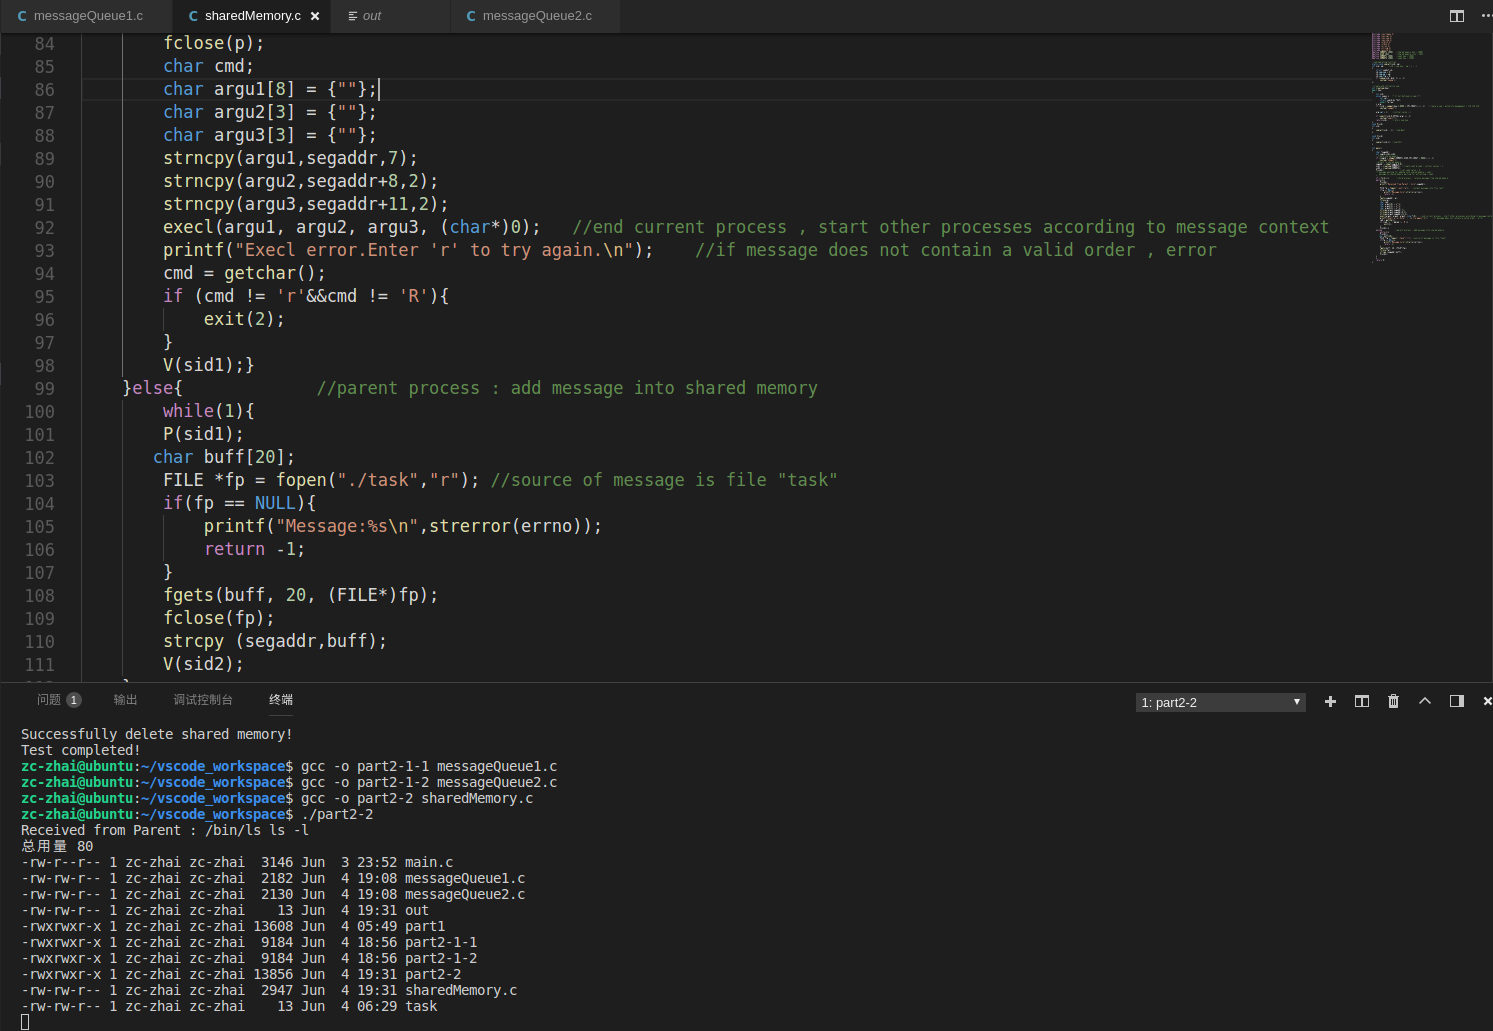 messageQueue1.c sharedMemory.c out messageQueue2.c
84 fclose(p);
85 char cmd;
86 char argu1[8] = {""};
87 char argu2[3] = {""};
88 char argu3[3] = {""};
89 strncpy(argu1,segaddr,7);
90 strncpy(argu2,segaddr+8,2);
91 strncpy(argu3,segaddr+11,2);
92 execl(argu1, argu2, argu3, (char*)0); //end current process , start other processes according to message context
93 printf("Execl error.Enter 'r' to try again.\n"); //if message does not contain a valid order , error
94 cmd = getchar();
95 if (cmd != 'r'&&cmd != 'R'){
96 exit(2);
97 }
98 V(sid1);}
99 }else{ //parent process : add message into shared memory
100 while(1){
101 P(sid1);
102 char buff[20];
103 FILE *fp = fopen("./task","r"); //source of message is file "task"
104 if(fp == NULL){
105 printf("Message:%s\n",strerror(errno));
106 return -1;
107 }
108 fgets(buff, 20, (FILE*)fp);
109 fclose(fp);
110 strcpy (segaddr,buff);
111 V(sid2);
问题 1 输出 调试控制台 终端 1: part2-2
Successfully delete shared memory!
Test completed!
zc-zhai@ubuntu:~/vscode_workspace$ gcc -o part2-1-1 messageQueue1.c
zc-zhai@ubuntu:~/vscode_workspace$ gcc -o part2-1-2 messageQueue2.c
zc-zhai@ubuntu:~/vscode_workspace$ gcc -o part2-2 sharedMemory.c
zc-zhai@ubuntu:~/vscode_workspace$ ./part2-2
Received from Parent : /bin/ls ls -l
总用量 80
-rw-r--r-- 1 zc-zhai zc-zhai  3146 Jun  3 23:52 main.c
-rw-rw-r-- 1 zc-zhai zc-zhai  2182 Jun  4 19:08 messageQueue1.c
-rw-rw-r-- 1 zc-zhai zc-zhai  2130 Jun  4 19:08 messageQueue2.c
-rw-rw-r-- 1 zc-zhai zc-zhai    13 Jun  4 19:31 out
-rwxrwxr-x 1 zc-zhai zc-zhai 13608 Jun  4 05:49 part1
-rwxrwxr-x 1 zc-zhai zc-zhai  9184 Jun  4 18:56 part2-1-1
-rwxrwxr-x 1 zc-zhai zc-zhai  9184 Jun  4 18:56 part2-1-2
-rwxrwxr-x 1 zc-zhai zc-zhai 13856 Jun  4 19:31 part2-2
-rw-rw-r-- 1 zc-zhai zc-zhai  2947 Jun  4 19:31 sharedMemory.c
-rw-rw-r-- 1 zc-zhai zc-zhai    13 Jun  4 06:29 task